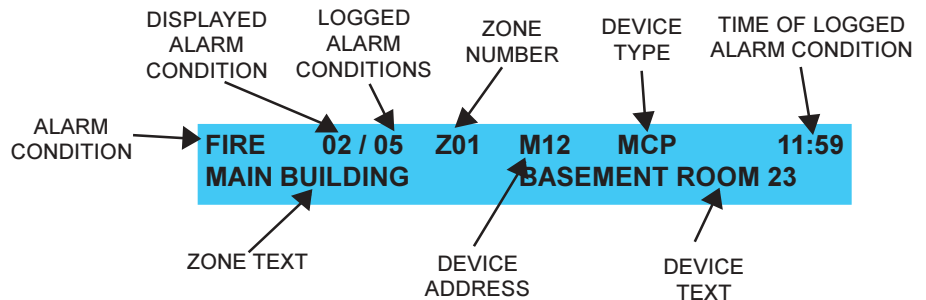 DISPLAYED
ALARM
CONDITION
LOGGED
ALARM
CONDITIONS
ZONE
NUMBER
DEVICE
TYPE
TIME OF LOGGED
ALARM CONDITION
ALARM
CONDITION
FIRE 02 / 05 Z01 M12 MCP 11:59
MAIN BUILDING BASEMENT ROOM 23
ZONE TEXT
DEVICE
ADDRESS
DEVICE
TEXT